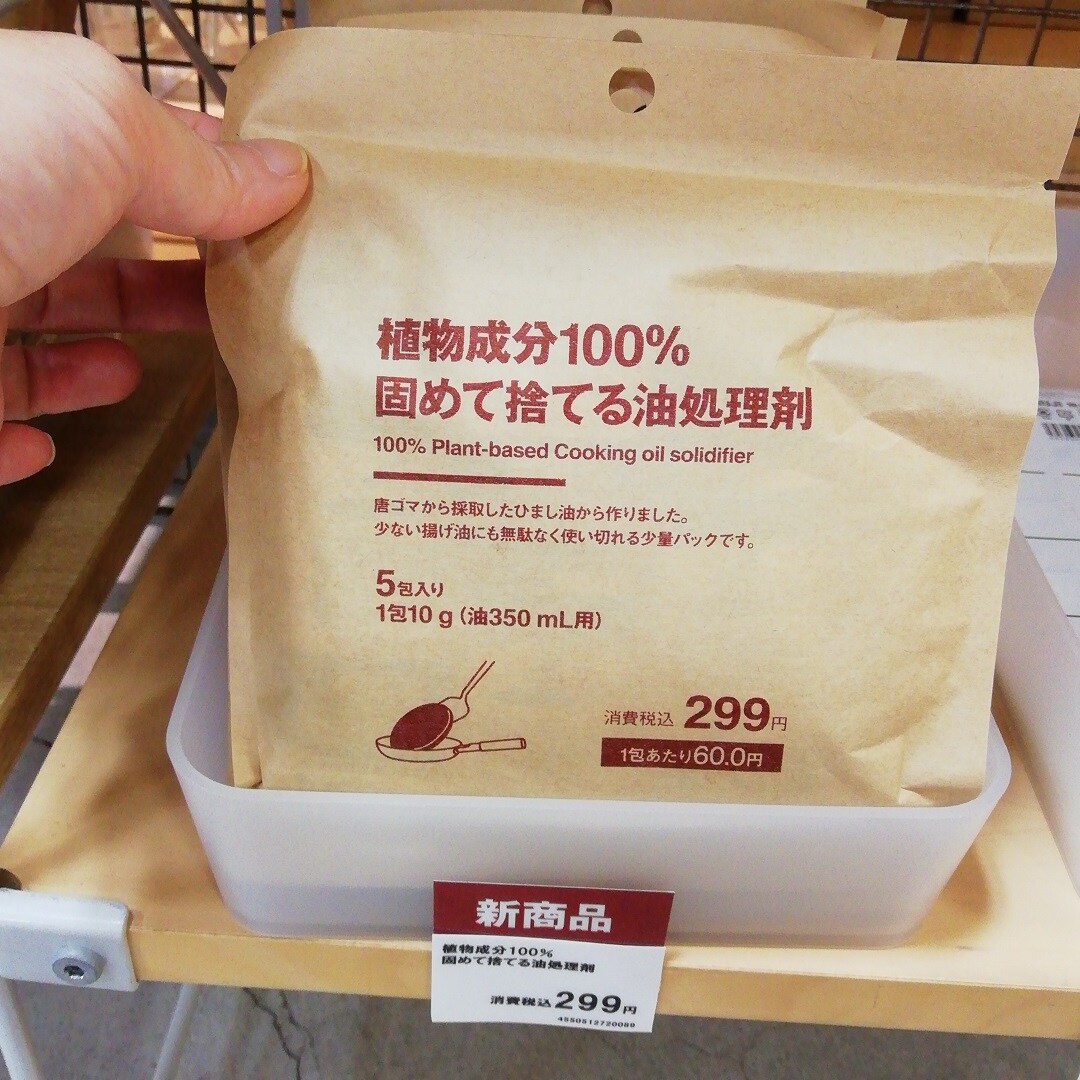 植物成分100%
固めて捨てる油処理剤
100% Plant-based Cooking oil solidifier
唐ゴマから採取したひまし油から作りました。
少ない揚げ油にも無駄なく使い切れる少量パックです。
5包入り
1包10 g（油350 mL用）
消費税込 299円
1包あたり60.0円
新商品
植物成分100%
固めて捨てる油処理剤
消費税込299円
4550512720089